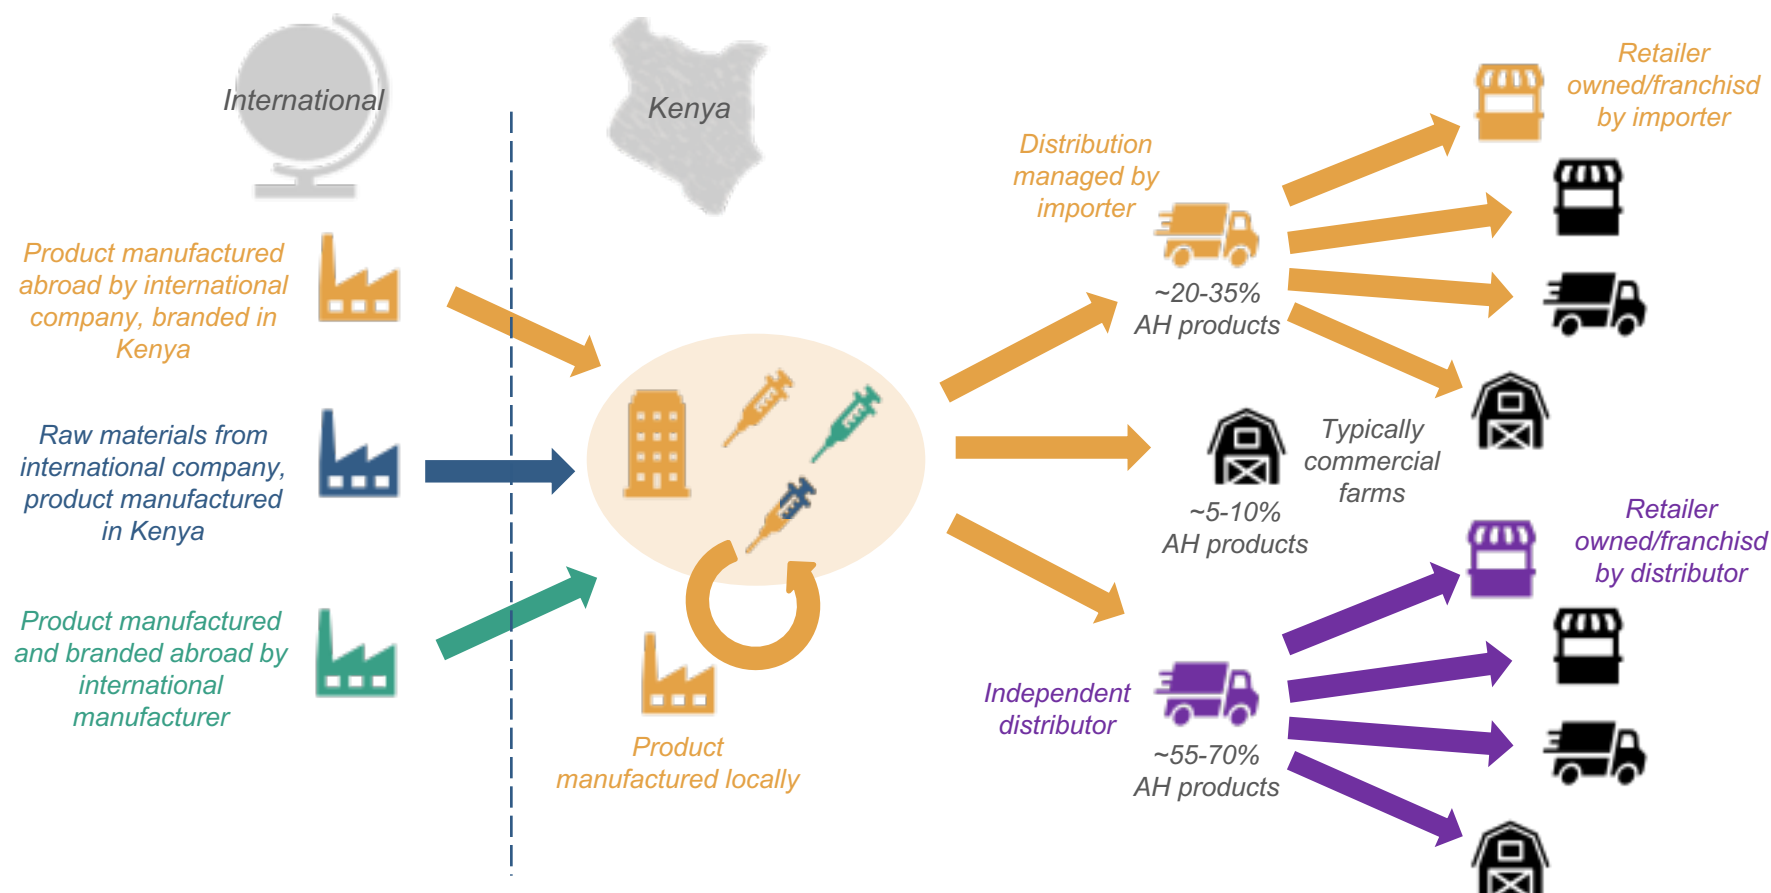 International
Kenya
Product manufactured
abroad by international
company, branded in
Kenya
Raw materials from
international company,
product manufactured
in Kenya
Product manufactured
and branded abroad by
international
manufacturer
Product
manufactured locally
Distribution
managed by
importer
~20-35%
AH products
~5-10%
AH products
Typically
commercial
farms
Independent
distributor
~55-70%
AH products
Retailer
owned/franchisd
by importer
Retailer
owned/franchisd
by distributor